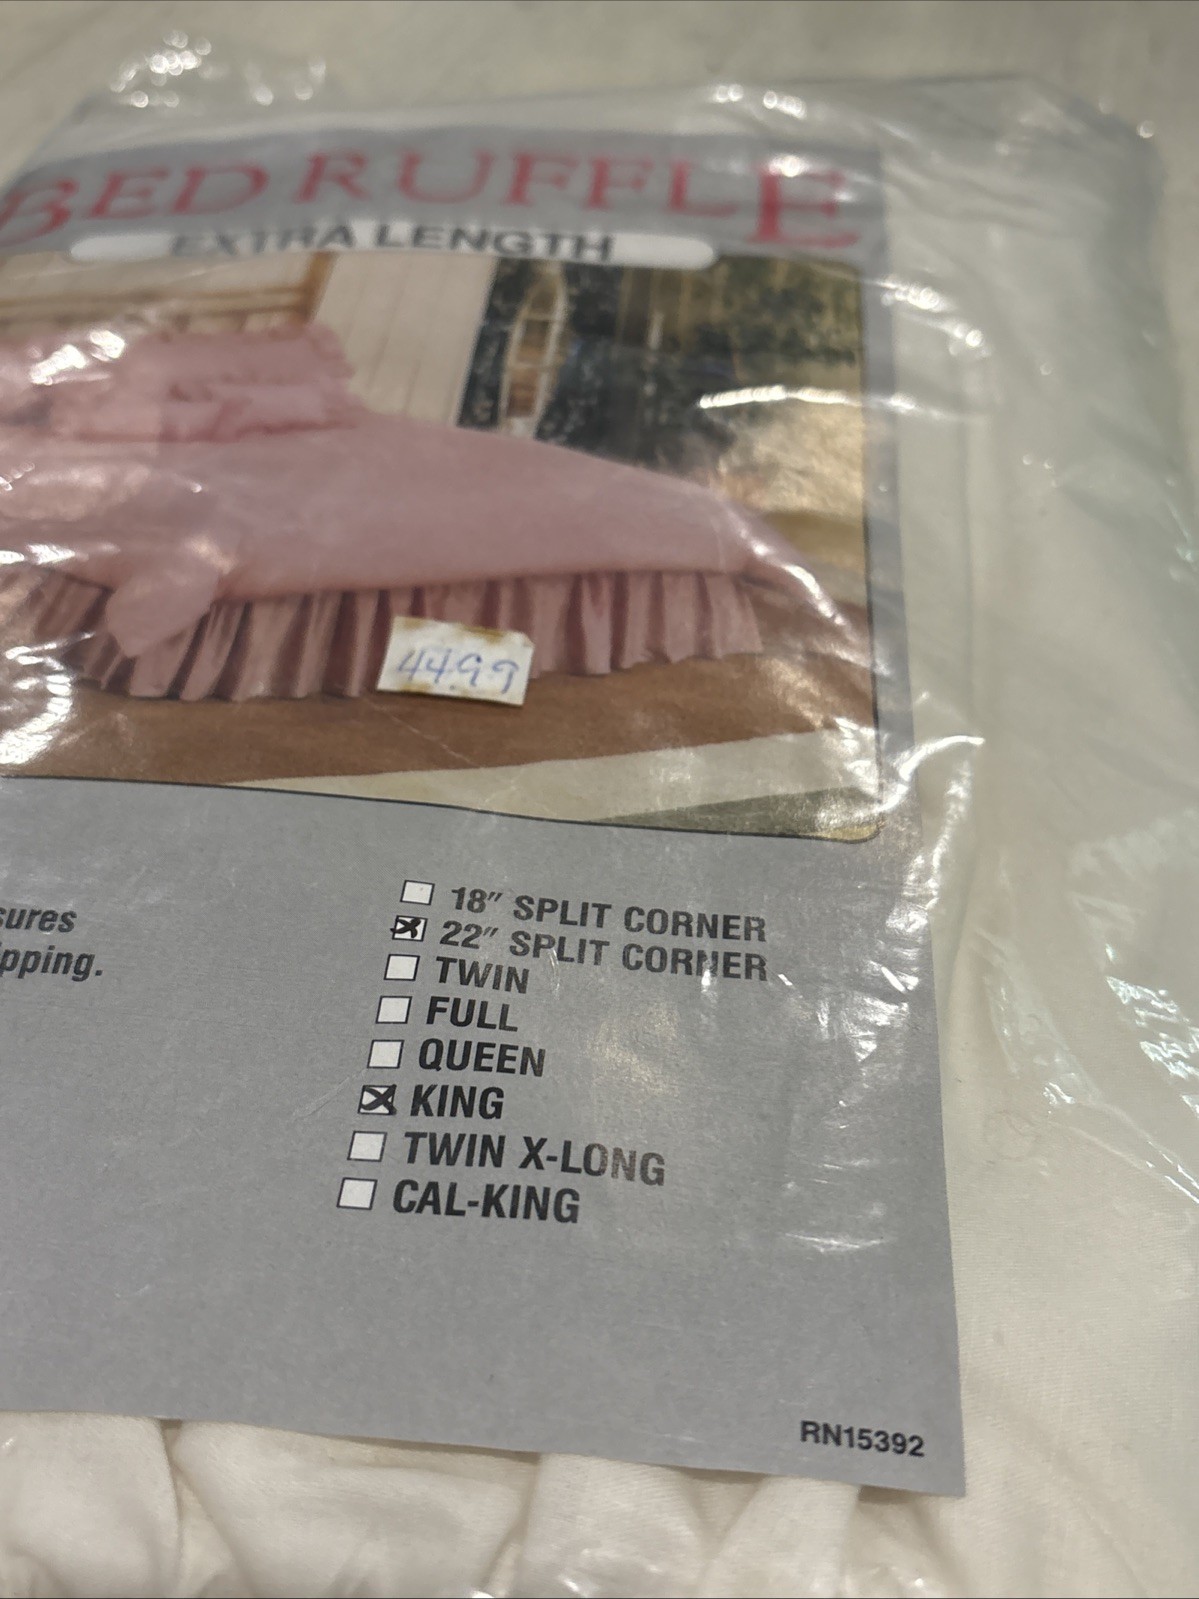 BED RUFFLE
EXTRA LENGTH
4499
sures
pping.
18" SPLIT CORNER
22" SPLIT CORNER
TWIN
FULL
QUEEN
KING
TWIN X-LONG
CAL-KING
RN15392